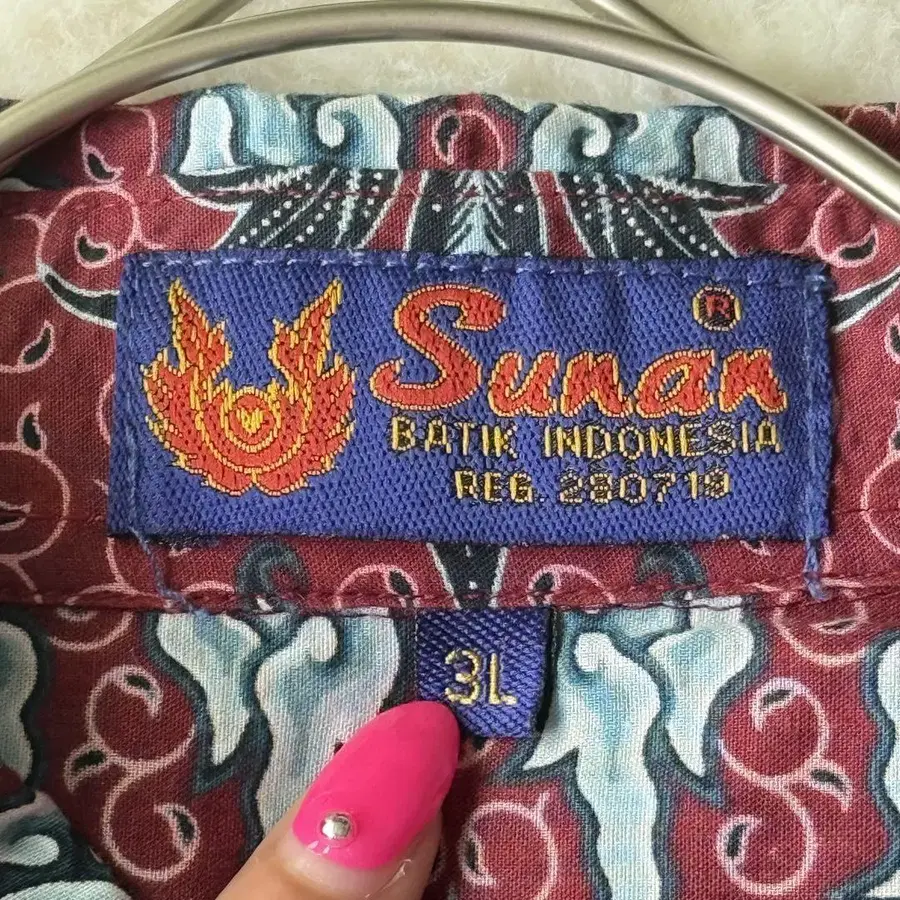 Sunan ®
BATIK INDONESIA
REG. 280719
3L